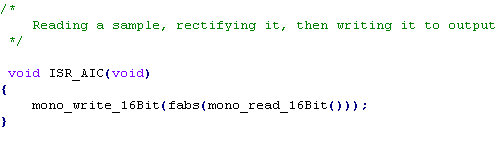 /*
    Reading a sample, rectifying it, then writing it to output
 */
 void ISR_AIC(void)
{
    mono_write_16Bit(fabs(mono_read_16Bit()));
}